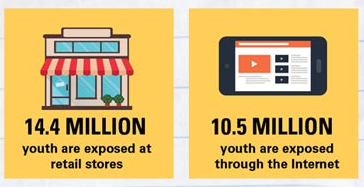 14.4 MILLION
youth are exposed at
retail stores
10.5 MILLION
youth are exposed
through the Internet